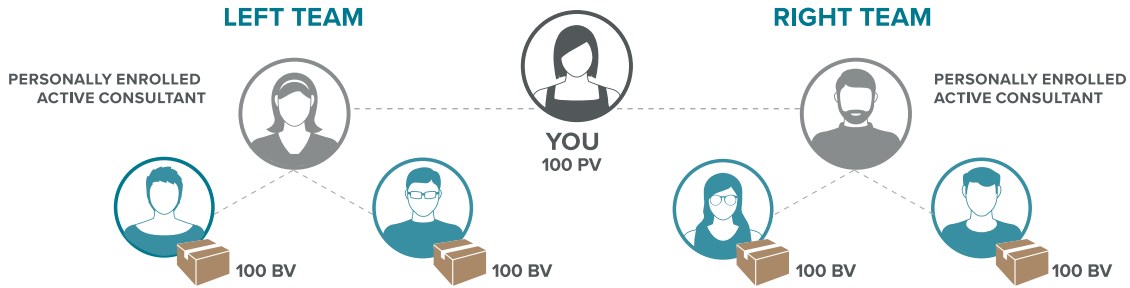 LEFT TEAM
RIGHT TEAM
PERSONALLY ENROLLED
ACTIVE CONSULTANT
YOU
100 PV
PERSONALLY ENROLLED
ACTIVE CONSULTANT
100 BV
100 BV
100 BV
100 BV